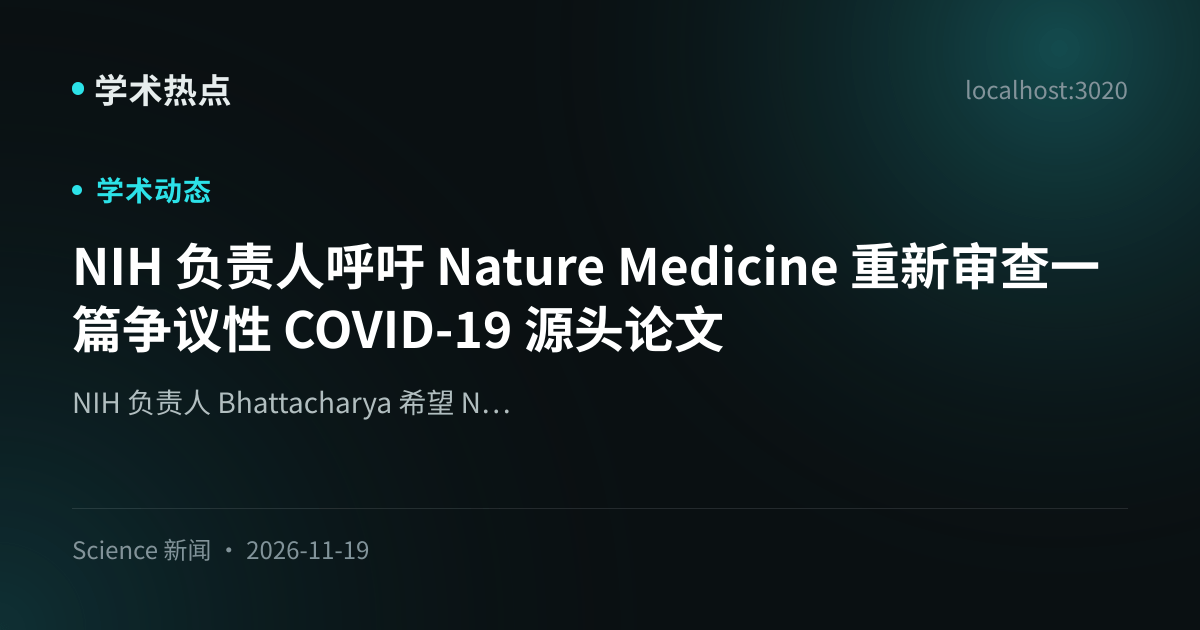 学术热点
localhost:3020
学术动态
NIH 负责人呼吁 Nature Medicine 重新审查一
篇争议性 COVID-19 源头论文
NIH 负责人 Bhattacharya 希望 N…
Science 新闻 · 2026-11-19